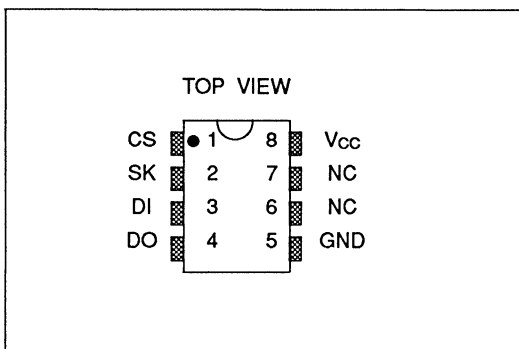 TOP VIEW
CS 1 8 Vcc
SK 2 7 NC
DI 3 6 NC
DO 4 5 GND